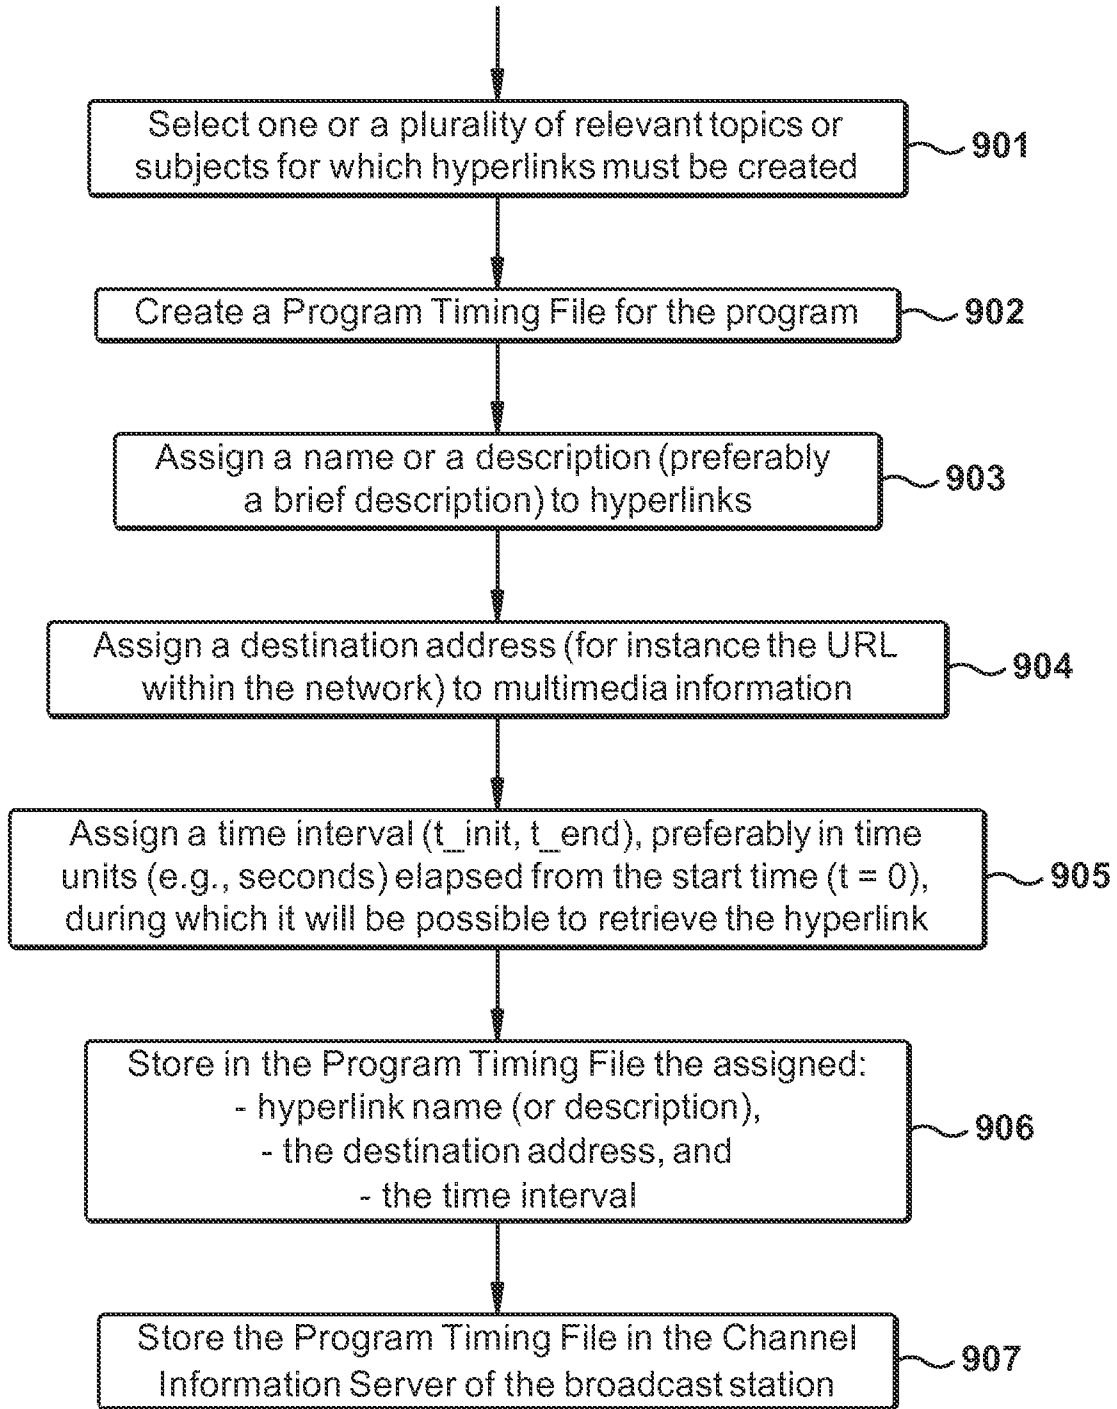 Select one or a plurality of relevant topics or
subjects for which hyperlinks must be created
901
Create a Program Timing File for the program
902
Assign a name or a description (preferably
a brief description) to hyperlinks
903
Assign a destination address (for instance the URL
within the network) to multimedia information
904
Assign a time interval (t_init, t_end), preferably in time
units (e.g., seconds) elapsed from the start time (t = 0),
during which it will be possible to retrieve the hyperlink
905
Store in the Program Timing File the assigned:
- hyperlink name (or description),
- the destination address, and
- the time interval
906
Store the Program Timing File in the Channel
Information Server of the broadcast station
907